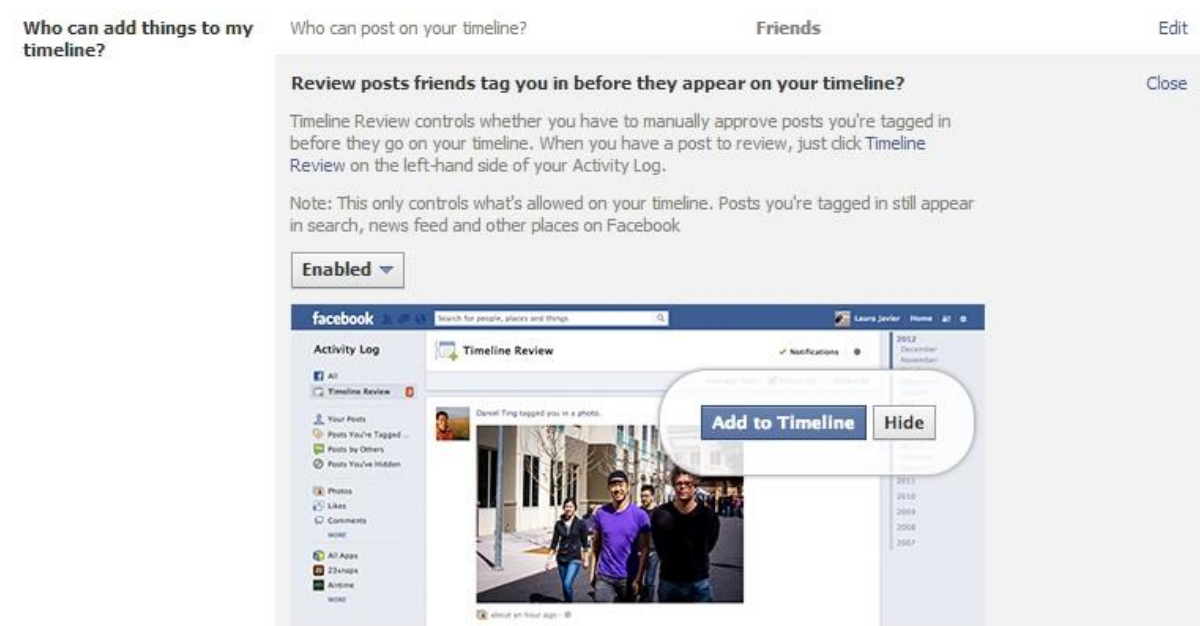 Who can add things to my
timeline?
Who can post on your timeline?
Friends
Edit
Review posts friends tag you in before they appear on your timeline?
Close
Timeline Review controls whether you have to manually approve posts you're tagged in
before they go on your timeline. When you have a post to review, just click Timeline
Review on the left-hand side of your Activity Log.
Note: This only controls what's allowed on your timeline. Posts you're tagged in still appear
in search, news feed and other places on Facebook
Enabled
facebook
Search for people, places and things
Laura Javier
Home
Activity Log
All
Timeline Review
Your Posts
Posts You're Tagged ...
Posts by Others
Posts You've Hidden
Photos
Likes
Comments
MORE
All Apps
23snaps
Airtime
MORE
Timeline Review
Notifications
Daniel Ting tagged you in a photo.
Add to Timeline
Hide
about an hour ago
2012
December
November
2011
2010
2009
2008
2007